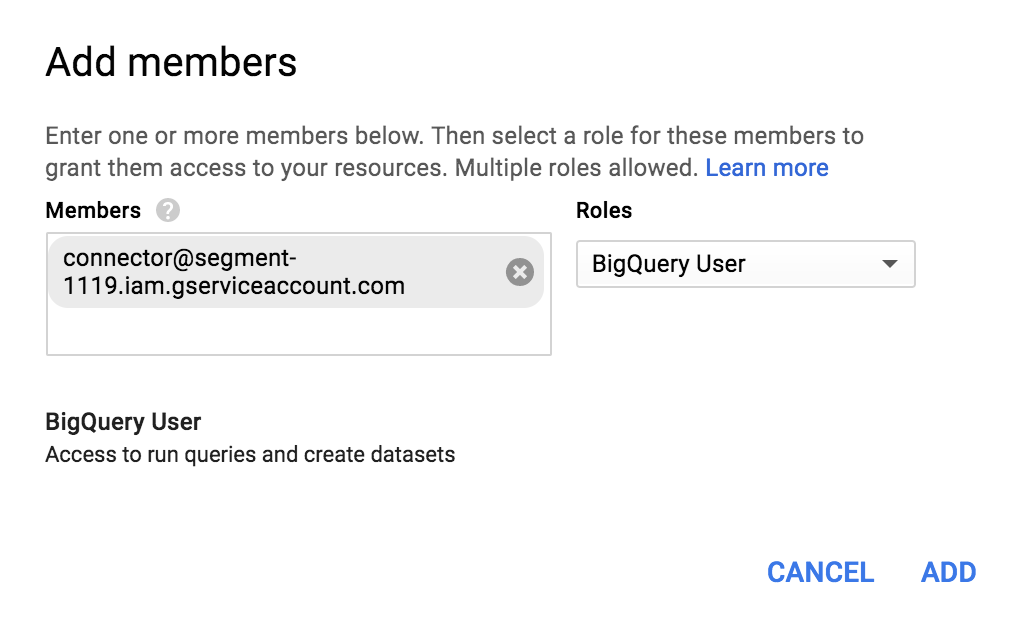 Add members
Enter one or more members below. Then select a role for these members to
grant them access to your resources. Multiple roles allowed. Learn more
Members ?
Roles
connector@segment-
1119.iam.gserviceaccount.com
BigQuery User
BigQuery User
Access to run queries and create datasets
CANCEL ADD